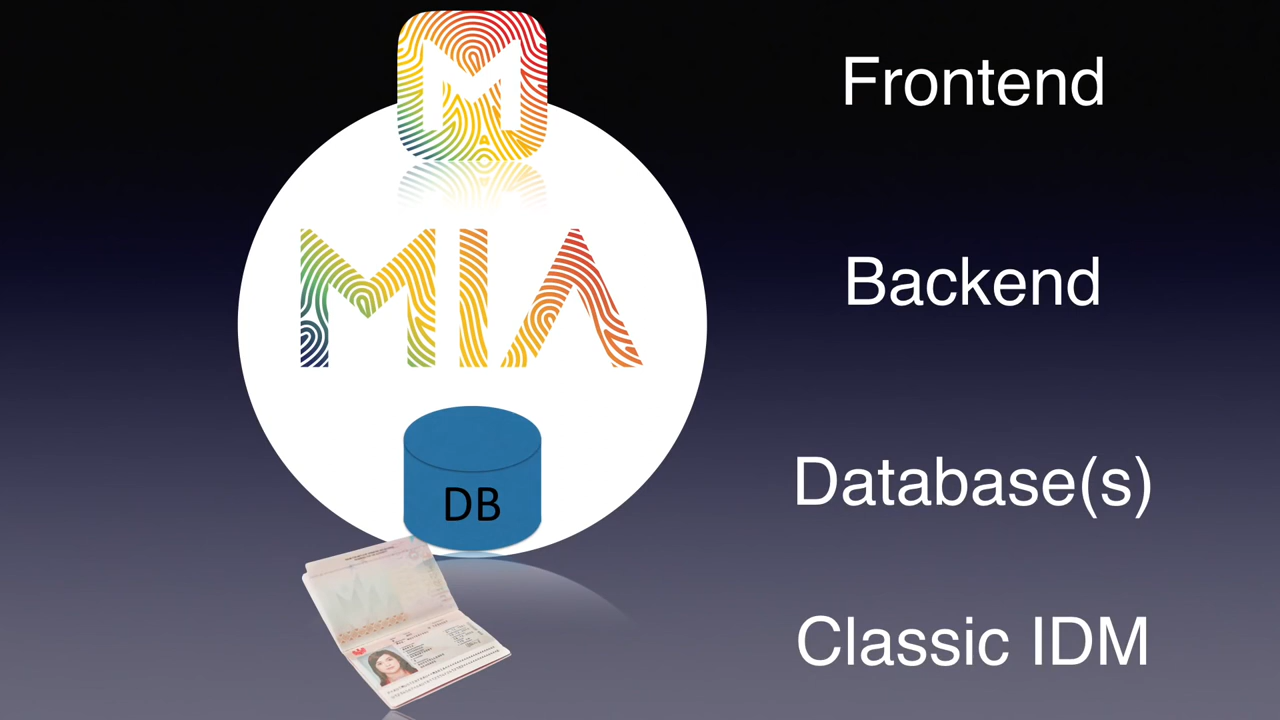 M
Frontend
MIA
Backend
DB
Database(s)
Classic IDM